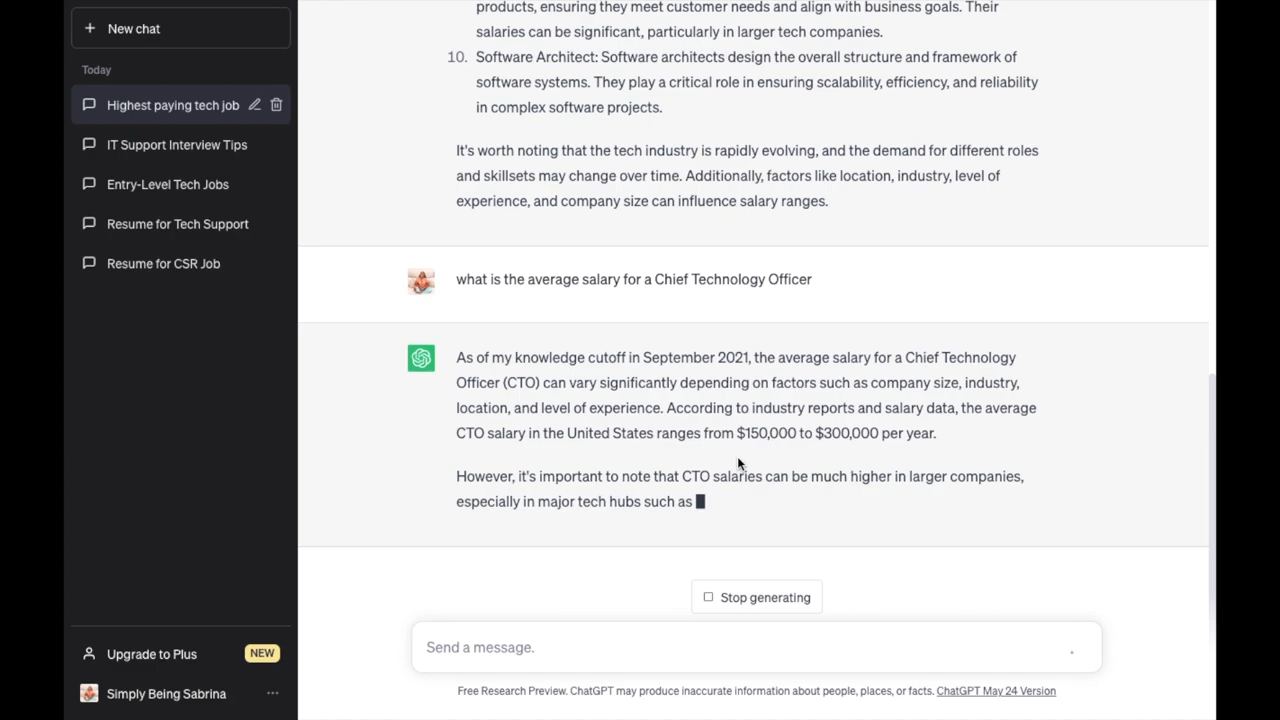 New chat
Today
Highest paying tech job
IT Support Interview Tips
Entry-Level Tech Jobs
Resume for Tech Support
Resume for CSR Job
Upgrade to Plus NEW
Simply Being Sabrina
products, ensuring they meet customer needs and align with business goals. Their
salaries can be significant, particularly in larger tech companies.
10. Software Architect: Software architects design the overall structure and framework of
software systems. They play a critical role in ensuring scalability, efficiency, and reliability
in complex software projects.
It's worth noting that the tech industry is rapidly evolving, and the demand for different roles
and skillsets may change over time. Additionally, factors like location, industry, level of
experience, and company size can influence salary ranges.
what is the average salary for a Chief Technology Officer
As of my knowledge cutoff in September 2021, the average salary for a Chief Technology
Officer (CTO) can vary significantly depending on factors such as company size, industry,
location, and level of experience. According to industry reports and salary data, the average
CTO salary in the United States ranges from $150,000 to $300,000 per year.
However, it's important to note that CTO salaries can be much higher in larger companies,
especially in major tech hubs such as
Stop generating
Send a message.
Free Research Preview. ChatGPT may produce inaccurate information about people, places, or facts. ChatGPT May 24 Version